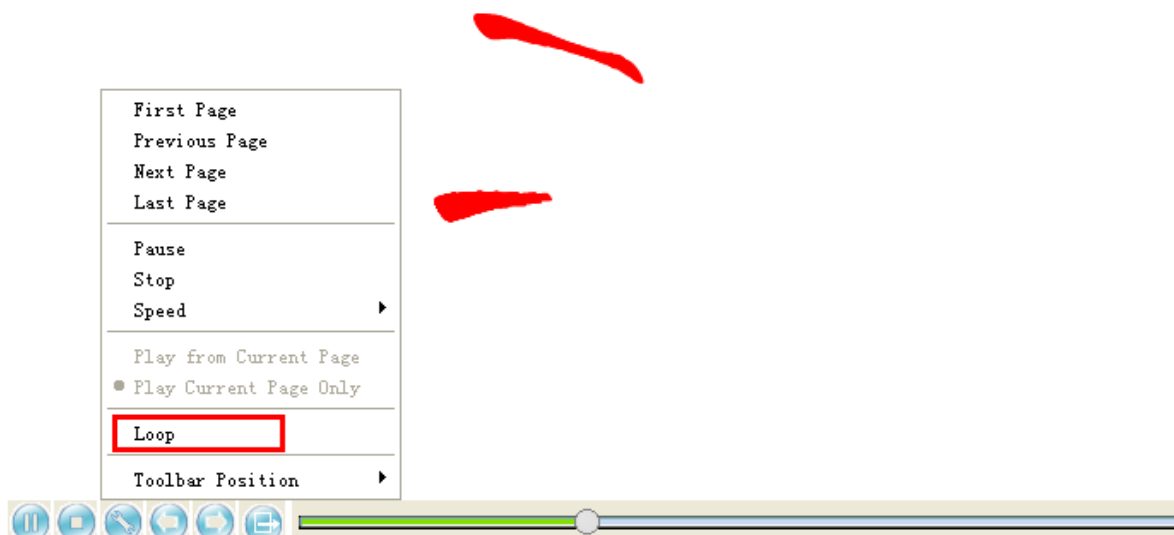 First Page
Previous Page
Next Page
Last Page
Pause
Stop
Speed
Play from Current Page
Play Current Page Only
Loop
Toolbar Position